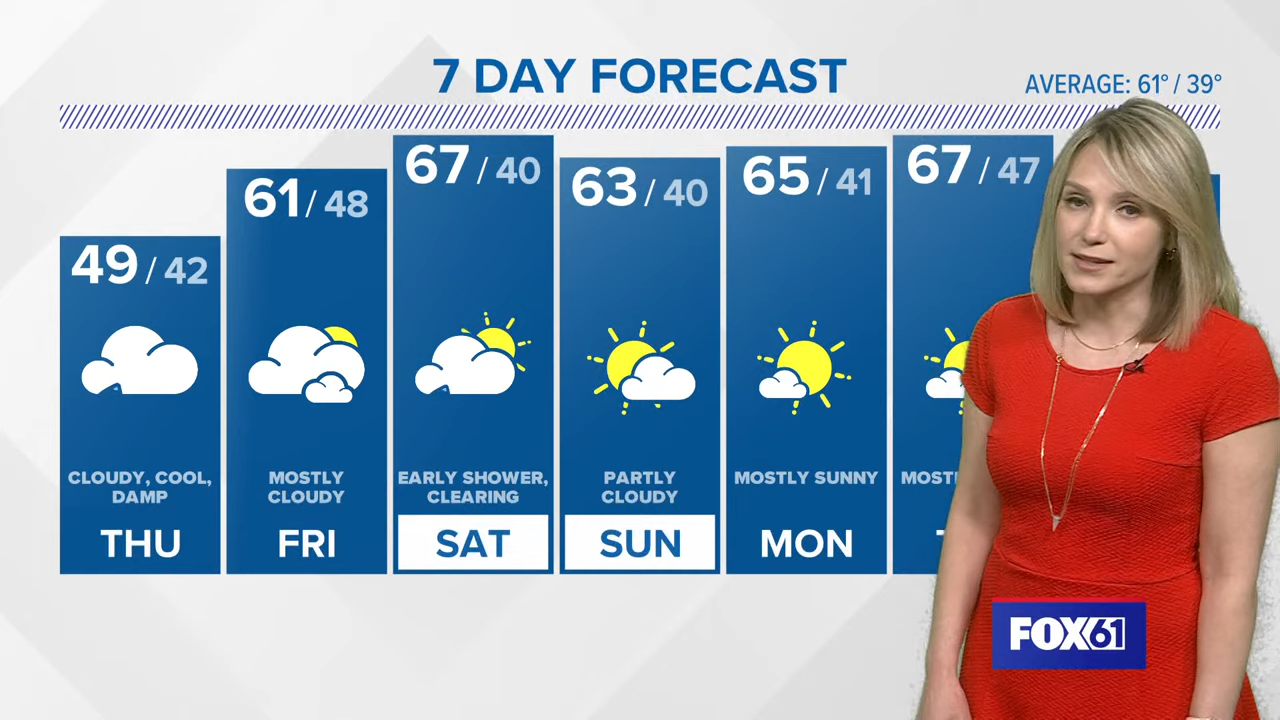 7 DAY FORECAST
AVERAGE: 61° / 39°
49 / 42
CLOUDY, COOL,
DAMP
THU
61 / 48
MOSTLY
CLOUDY
FRI
67 / 40
EARLY SHOWER,
CLEARING
SAT
63 / 40
PARTLY
CLOUDY
SUN
65 / 41
MOSTLY SUNNY
MON
67 / 47
FOX61